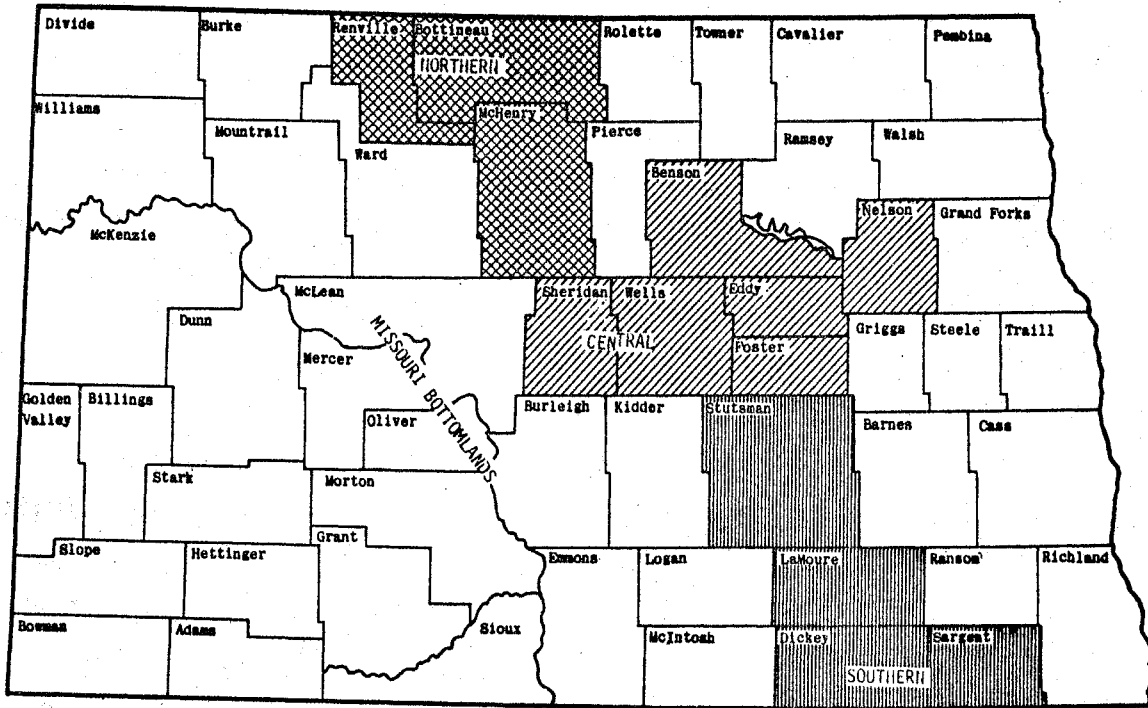 Divide
Burke
Renville
Bottineau
Rolette
Towner
Cavalier
Pembina
NORTHERN
Williams
McHenry
Mountrail
Pierce
Ramsey
Walsh
Ward
Benson
Nelson
Grand Forks
McKenzie
McLean
Sheridan
Wells
Eddy
Dunn
Griggs
Steele
Traill
CENTRAL
Foster
Mercer
MISSOURI BOTTOMLANDS
Golden
Valley
Billings
Oliver
Burleigh
Kidder
Stutsman
Barnes
Cass
Stark
Morton
Grant
Slope
Hettinger
Emmons
Logan
LaMoure
Ransom
Richland
Bowman
Adams
Sioux
McIntosh
Dickey
Sargent
SOUTHERN